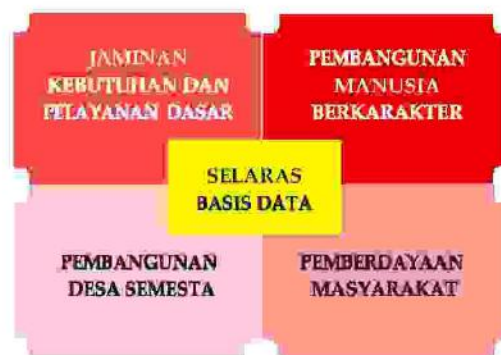 JAMINAN
KEBUTUHAN DAN
PELAYANAN DASAR
PEMBANGUNAN
MANUSIA
BERKARAKTER
SELARAS
BASIS DATA
PEMBANGUNAN
DESA SEMESTA
PEMBERDAYAAN
MASYARAKAT